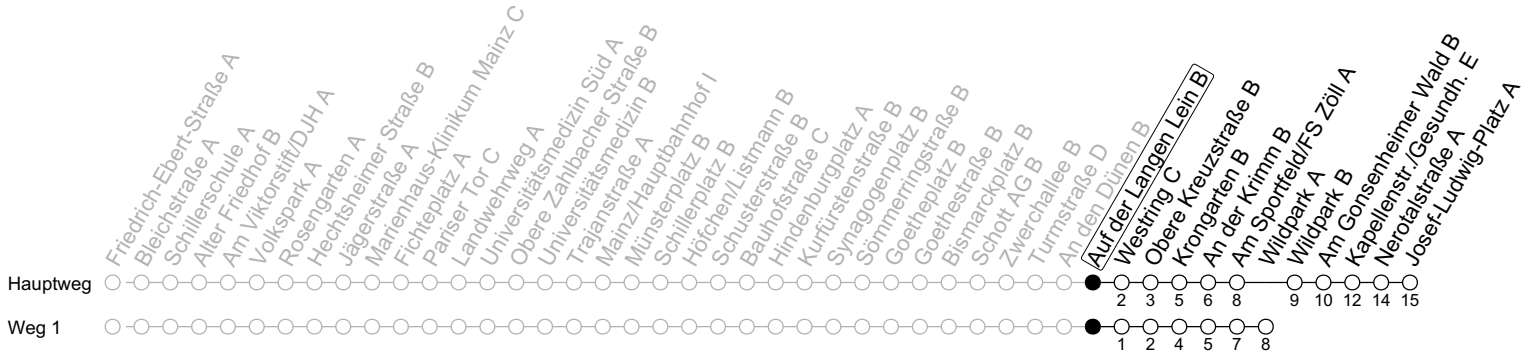 Friedrich-Ebert-Straße A
Bleichstraße A
Schillerschule A
Alter Friedhof B
Am Viktorstift/DJH A
Volkspark A
Rosengarten A
Hechtsheimer Straße B
Jägerstraße A
Marienhaus-Klinikum Mainz C
Fichteplatz A
Pariser Tor C
Landwehrweg A
Universitätsmedizin Süd A
Obere Zahlbacher Straße B
Universitätsmedizin B
Trajanstraße A
Mainz/Hauptbahnhof I
Münsterplatz B
Schillerplatz B
Höfchen/Listmann B
Schusterstraße B
Bauhofstraße C
Hindenburgplatz A
Kurfürstenstraße B
Synagogenplatz B
Sömmerringstraße B
Goetheplatz B
Goethestraße B
Bismarckplatz B
Schott AG B
Zwerchallee B
Turmstraße D
An den Dünen B
Auf der Langen Lein B
Westring C
Obere Kreuzstraße B
Krongarten B
An der Krimm B
Am Sportfeld/FS Zöll A
Wildpark A
Wildpark B
Am Gonsenheimer Wald B
Kapellenstr./Gesundh. E
Nerotalstraße A
Josef-Ludwig-Platz A
Hauptweg
2 3 5 6 8 9 10 12 14 15
Weg 1
1 2 4 5 7 8